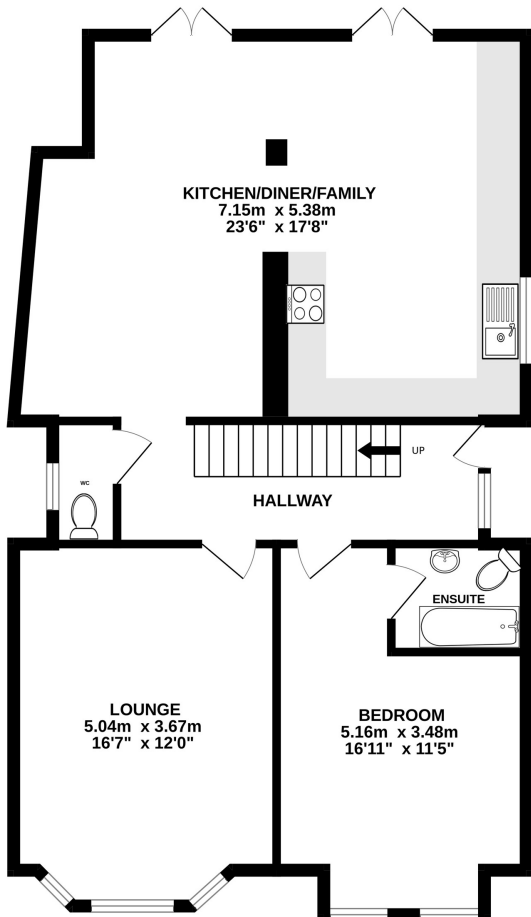 KITCHEN/DINER/FAMILY
7.15m x 5.38m
23'6" x 17'8"
UP
WC
HALLWAY
ENSUITE
LOUNGE
5.04m x 3.67m
16'7" x 12'0"
BEDROOM
5.16m x 3.48m
16'11" x 11'5"